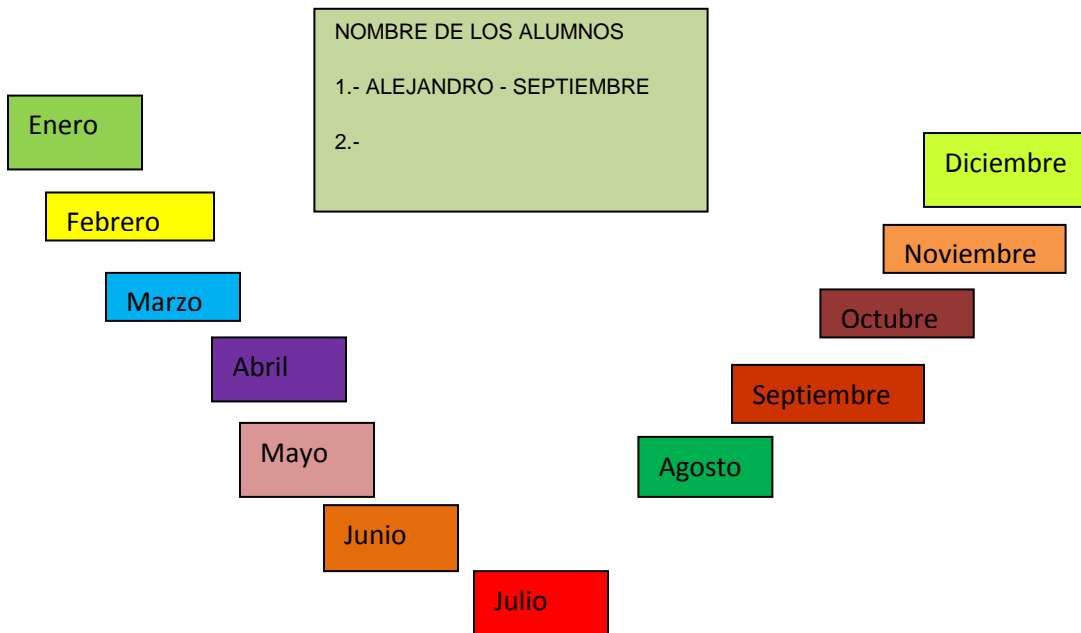 NOMBRE DE LOS ALUMNOS
1.- ALEJANDRO - SEPTIEMBRE
2.-
Enero
Febrero
Marzo
Abril
Mayo
Junio
Julio
Agosto
Septiembre
Octubre
Noviembre
Diciembre